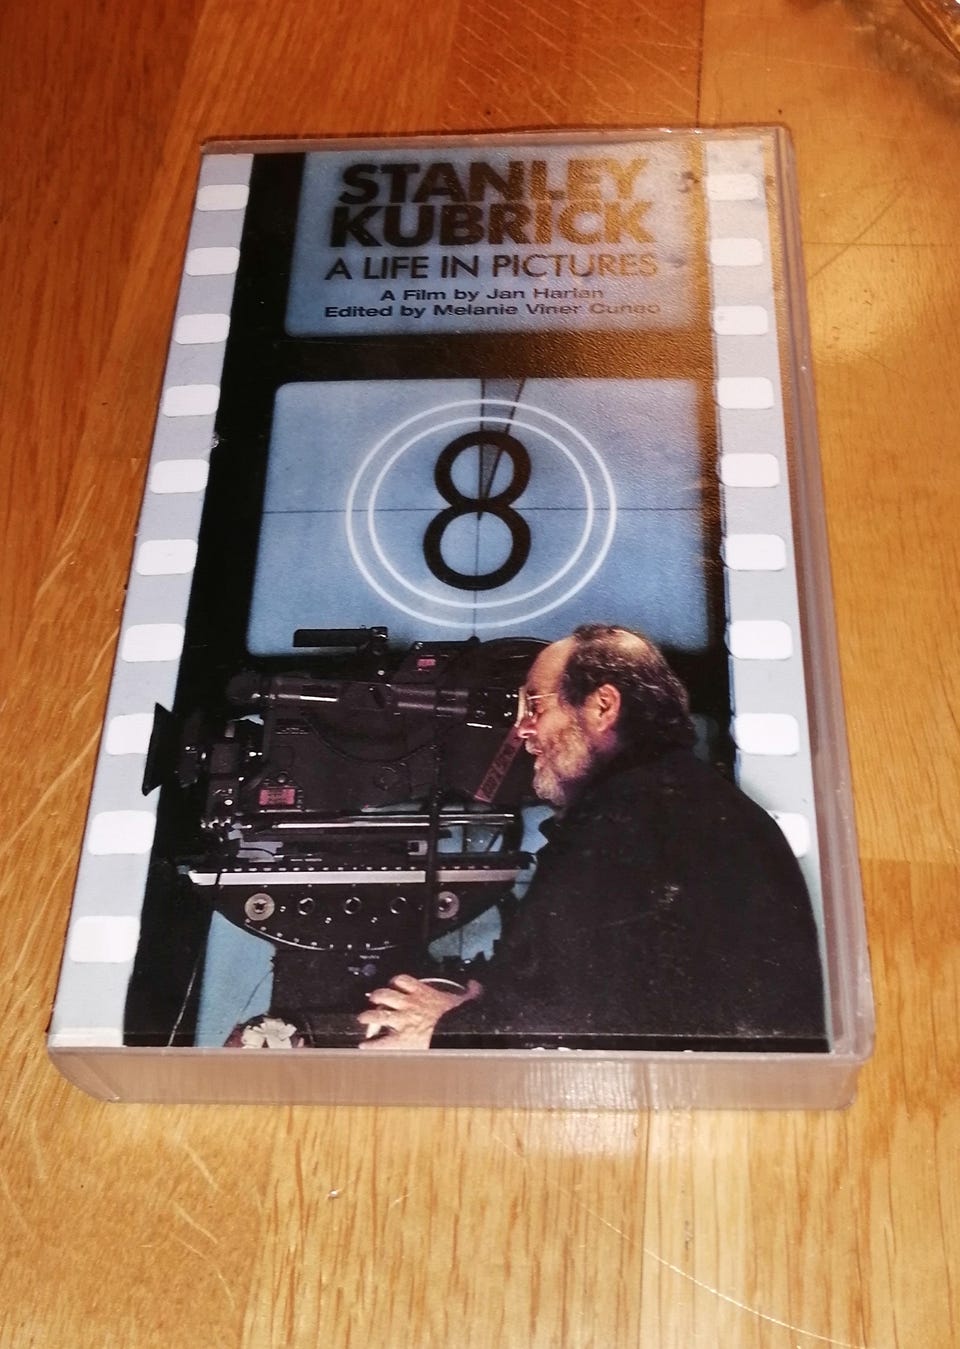 STANLEY
KUBRICK
A LIFE IN PICTURES
A Film by Jan Harlan
Edited by Melanie Viner Cuneo
8